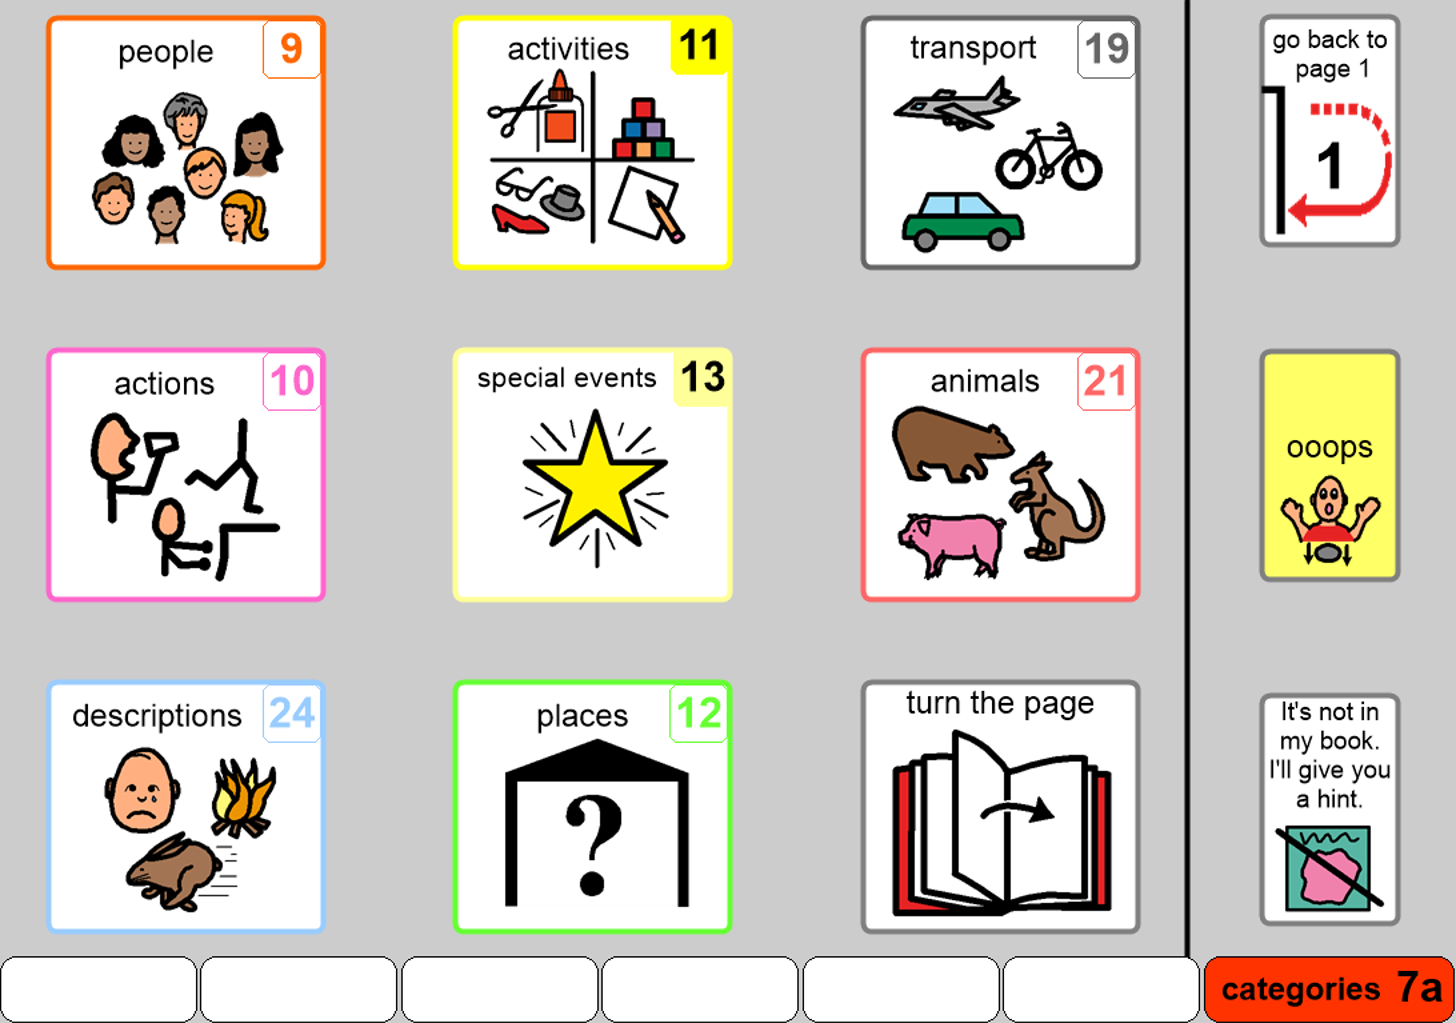 people 9
activities 11
transport 19
go back to
page 1
1
actions 10
special events 13
animals 21
ooops
descriptions 24
places 12
?
turn the page
It's not in
my book.
I'll give you
a hint.
categories 7a